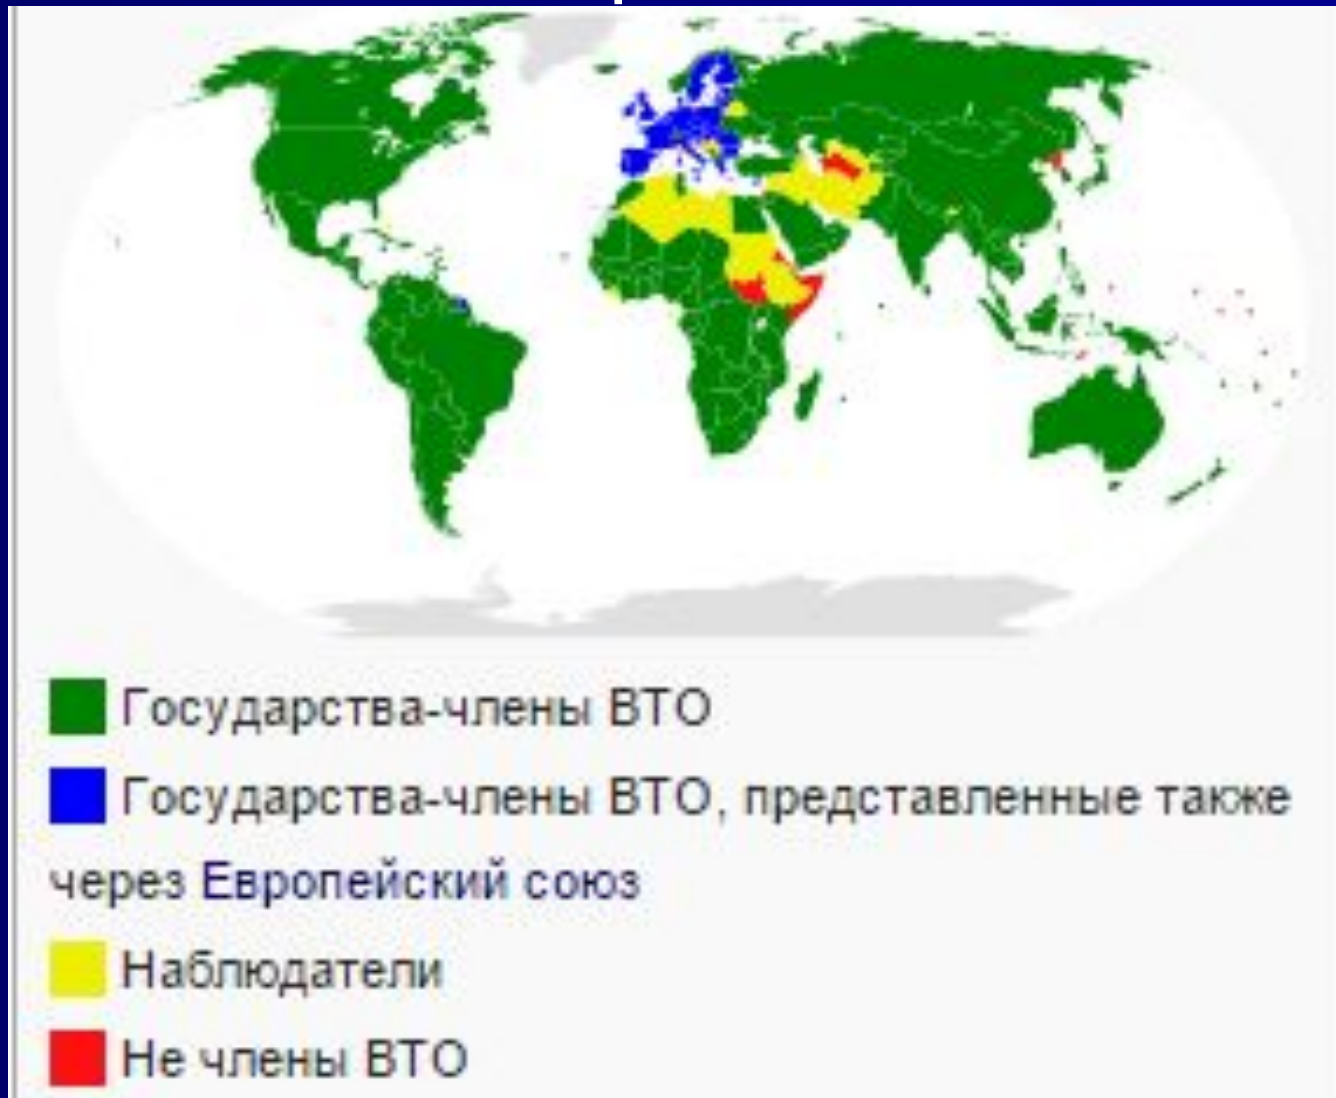 Государства-члены ВТО
Государства-члены ВТО, представленные также
через Европейский союз
Наблюдатели
Не члены ВТО